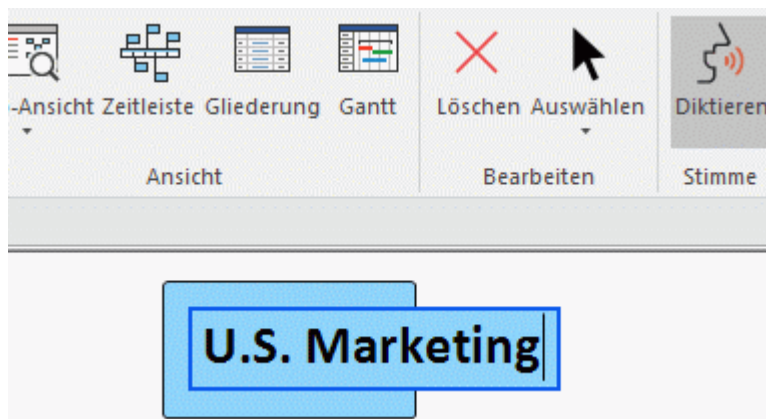 -Ansicht Zeitleiste Gliederung Gantt Löschen Auswählen Diktieren
Ansicht Bearbeiten Stimme
U.S. Marketing